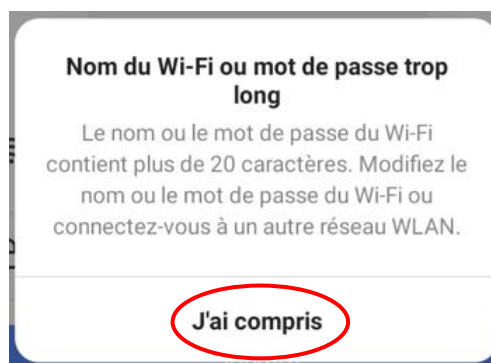 Nom du Wi-Fi ou mot de passe trop
long
Le nom ou le mot de passe du Wi-Fi
contient plus de 20 caractères. Modifiez le
nom ou le mot de passe du Wi-Fi ou
connectez-vous à un autre réseau WLAN.
J'ai compris